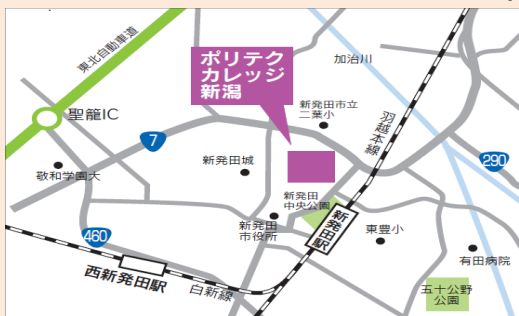 東北自動車道
聖籠IC
7
敬和学園大
460
西新発田駅
白新線
新発田城
新発田
市役所
ポリテク
カレッジ
新潟
新発田市立
二葉小
加治川
羽越本線
新発田
中央公園
新発田駅
東豊小
290
有田病院
五十公野
公園